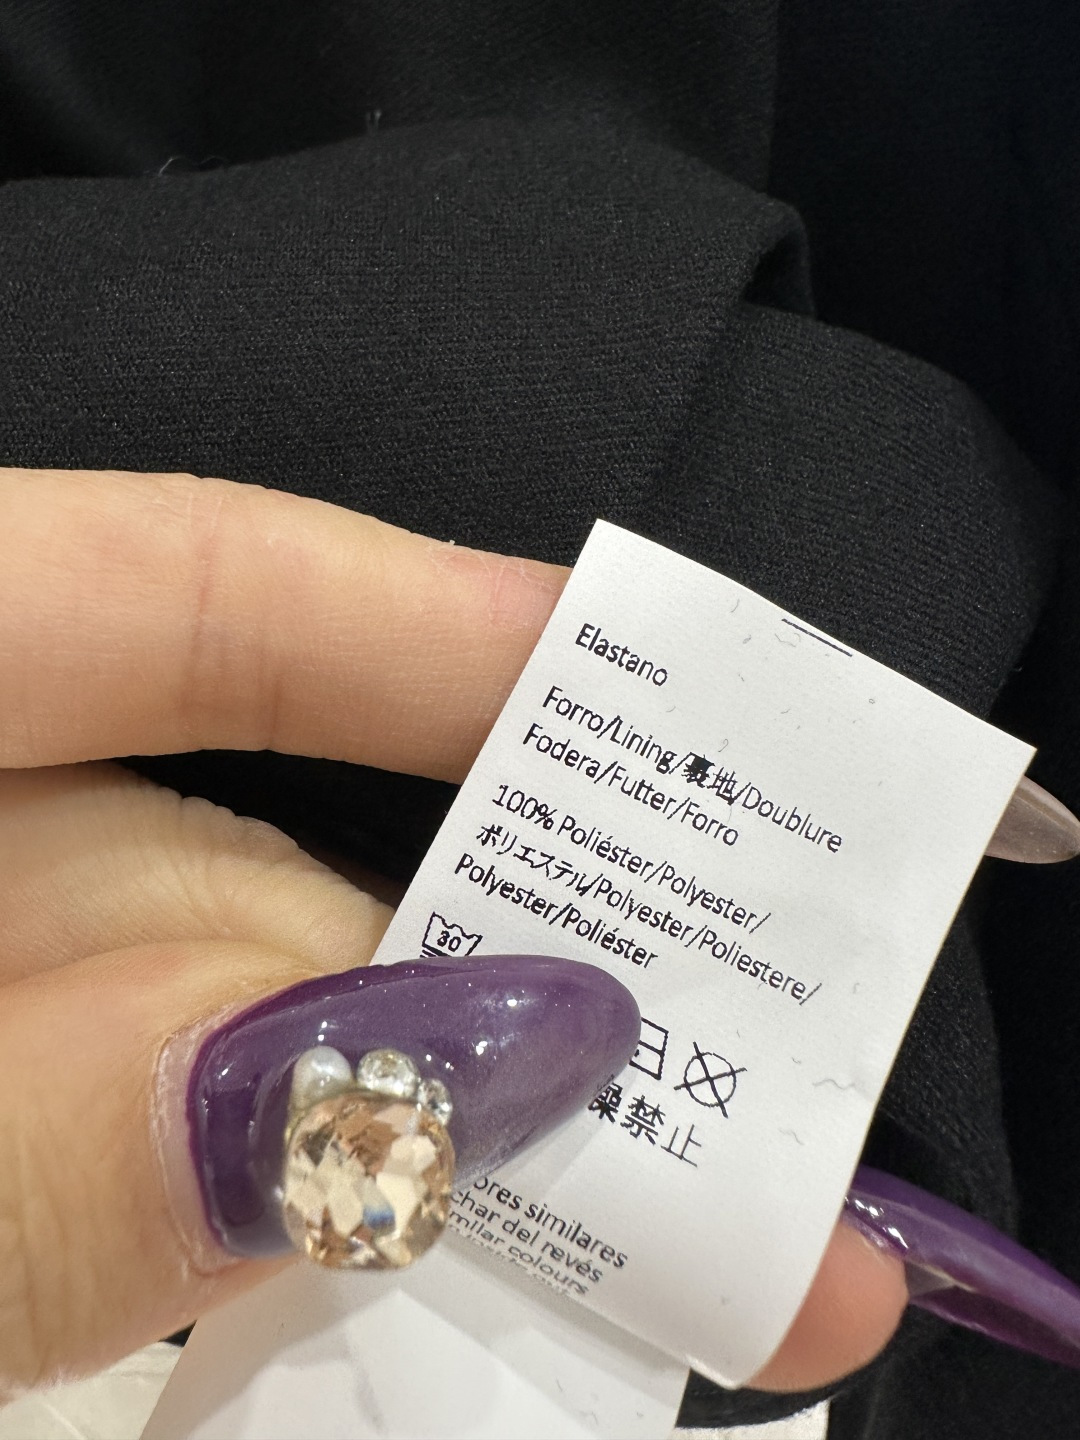 Elastano
Forro/Lining/裏地/Doublure
Fodera/Futter/Forro
100% Poliéster/Polyester/
ポリエステル/Polyester/Poliestere/
Polyester/Poliéster
30
燥禁止
ores similares
char del revés
milar colours